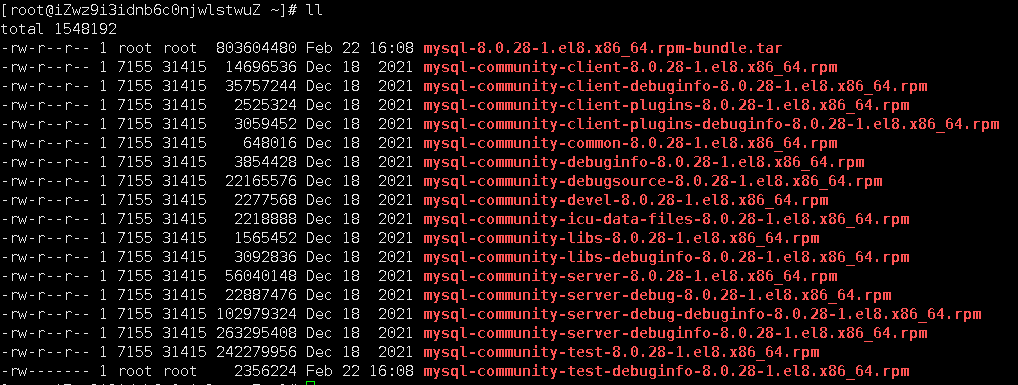 [root@iZwz9i3idnb6c0njwlstwuZ ~]# ll
total 1548192
-rw-r--r-- 1 root root  803604480 Feb 22 16:08 mysql-8.0.28-1.el8.x86_64.rpm-bundle.tar
-rw-r--r-- 1 7155 31415  14696536 Dec 18  2021 mysql-community-client-8.0.28-1.el8.x86_64.rpm
-rw-r--r-- 1 7155 31415  35757244 Dec 18  2021 mysql-community-client-debuginfo-8.0.28-1.el8.x86_64.rpm
-rw-r--r-- 1 7155 31415   2525324 Dec 18  2021 mysql-community-client-plugins-8.0.28-1.el8.x86_64.rpm
-rw-r--r-- 1 7155 31415   3059452 Dec 18  2021 mysql-community-client-plugins-debuginfo-8.0.28-1.el8.x86_64.rpm
-rw-r--r-- 1 7155 31415    648016 Dec 18  2021 mysql-community-common-8.0.28-1.el8.x86_64.rpm
-rw-r--r-- 1 7155 31415   3854428 Dec 18  2021 mysql-community-debuginfo-8.0.28-1.el8.x86_64.rpm
-rw-r--r-- 1 7155 31415  22165576 Dec 18  2021 mysql-community-debugsource-8.0.28-1.el8.x86_64.rpm
-rw-r--r-- 1 7155 31415   2277568 Dec 18  2021 mysql-community-devel-8.0.28-1.el8.x86_64.rpm
-rw-r--r-- 1 7155 31415   2218888 Dec 18  2021 mysql-community-icu-data-files-8.0.28-1.el8.x86_64.rpm
-rw-r--r-- 1 7155 31415   1565452 Dec 18  2021 mysql-community-libs-8.0.28-1.el8.x86_64.rpm
-rw-r--r-- 1 7155 31415   3092836 Dec 18  2021 mysql-community-libs-debuginfo-8.0.28-1.el8.x86_64.rpm
-rw-r--r-- 1 7155 31415  56040148 Dec 18  2021 mysql-community-server-8.0.28-1.el8.x86_64.rpm
-rw-r--r-- 1 7155 31415  22887476 Dec 18  2021 mysql-community-server-debug-8.0.28-1.el8.x86_64.rpm
-rw-r--r-- 1 7155 31415 102979324 Dec 18  2021 mysql-community-server-debug-debuginfo-8.0.28-1.el8.x86_64.rpm
-rw-r--r-- 1 7155 31415 263295408 Dec 18  2021 mysql-community-server-debuginfo-8.0.28-1.el8.x86_64.rpm
-rw-r--r-- 1 7155 31415 242279956 Dec 18  2021 mysql-community-test-8.0.28-1.el8.x86_64.rpm
-rw------- 1 7155 31415   2356224 Feb 22 16:08 mysql-community-test-debuginfo-8.0.28-1.el8.x86_64.rpm